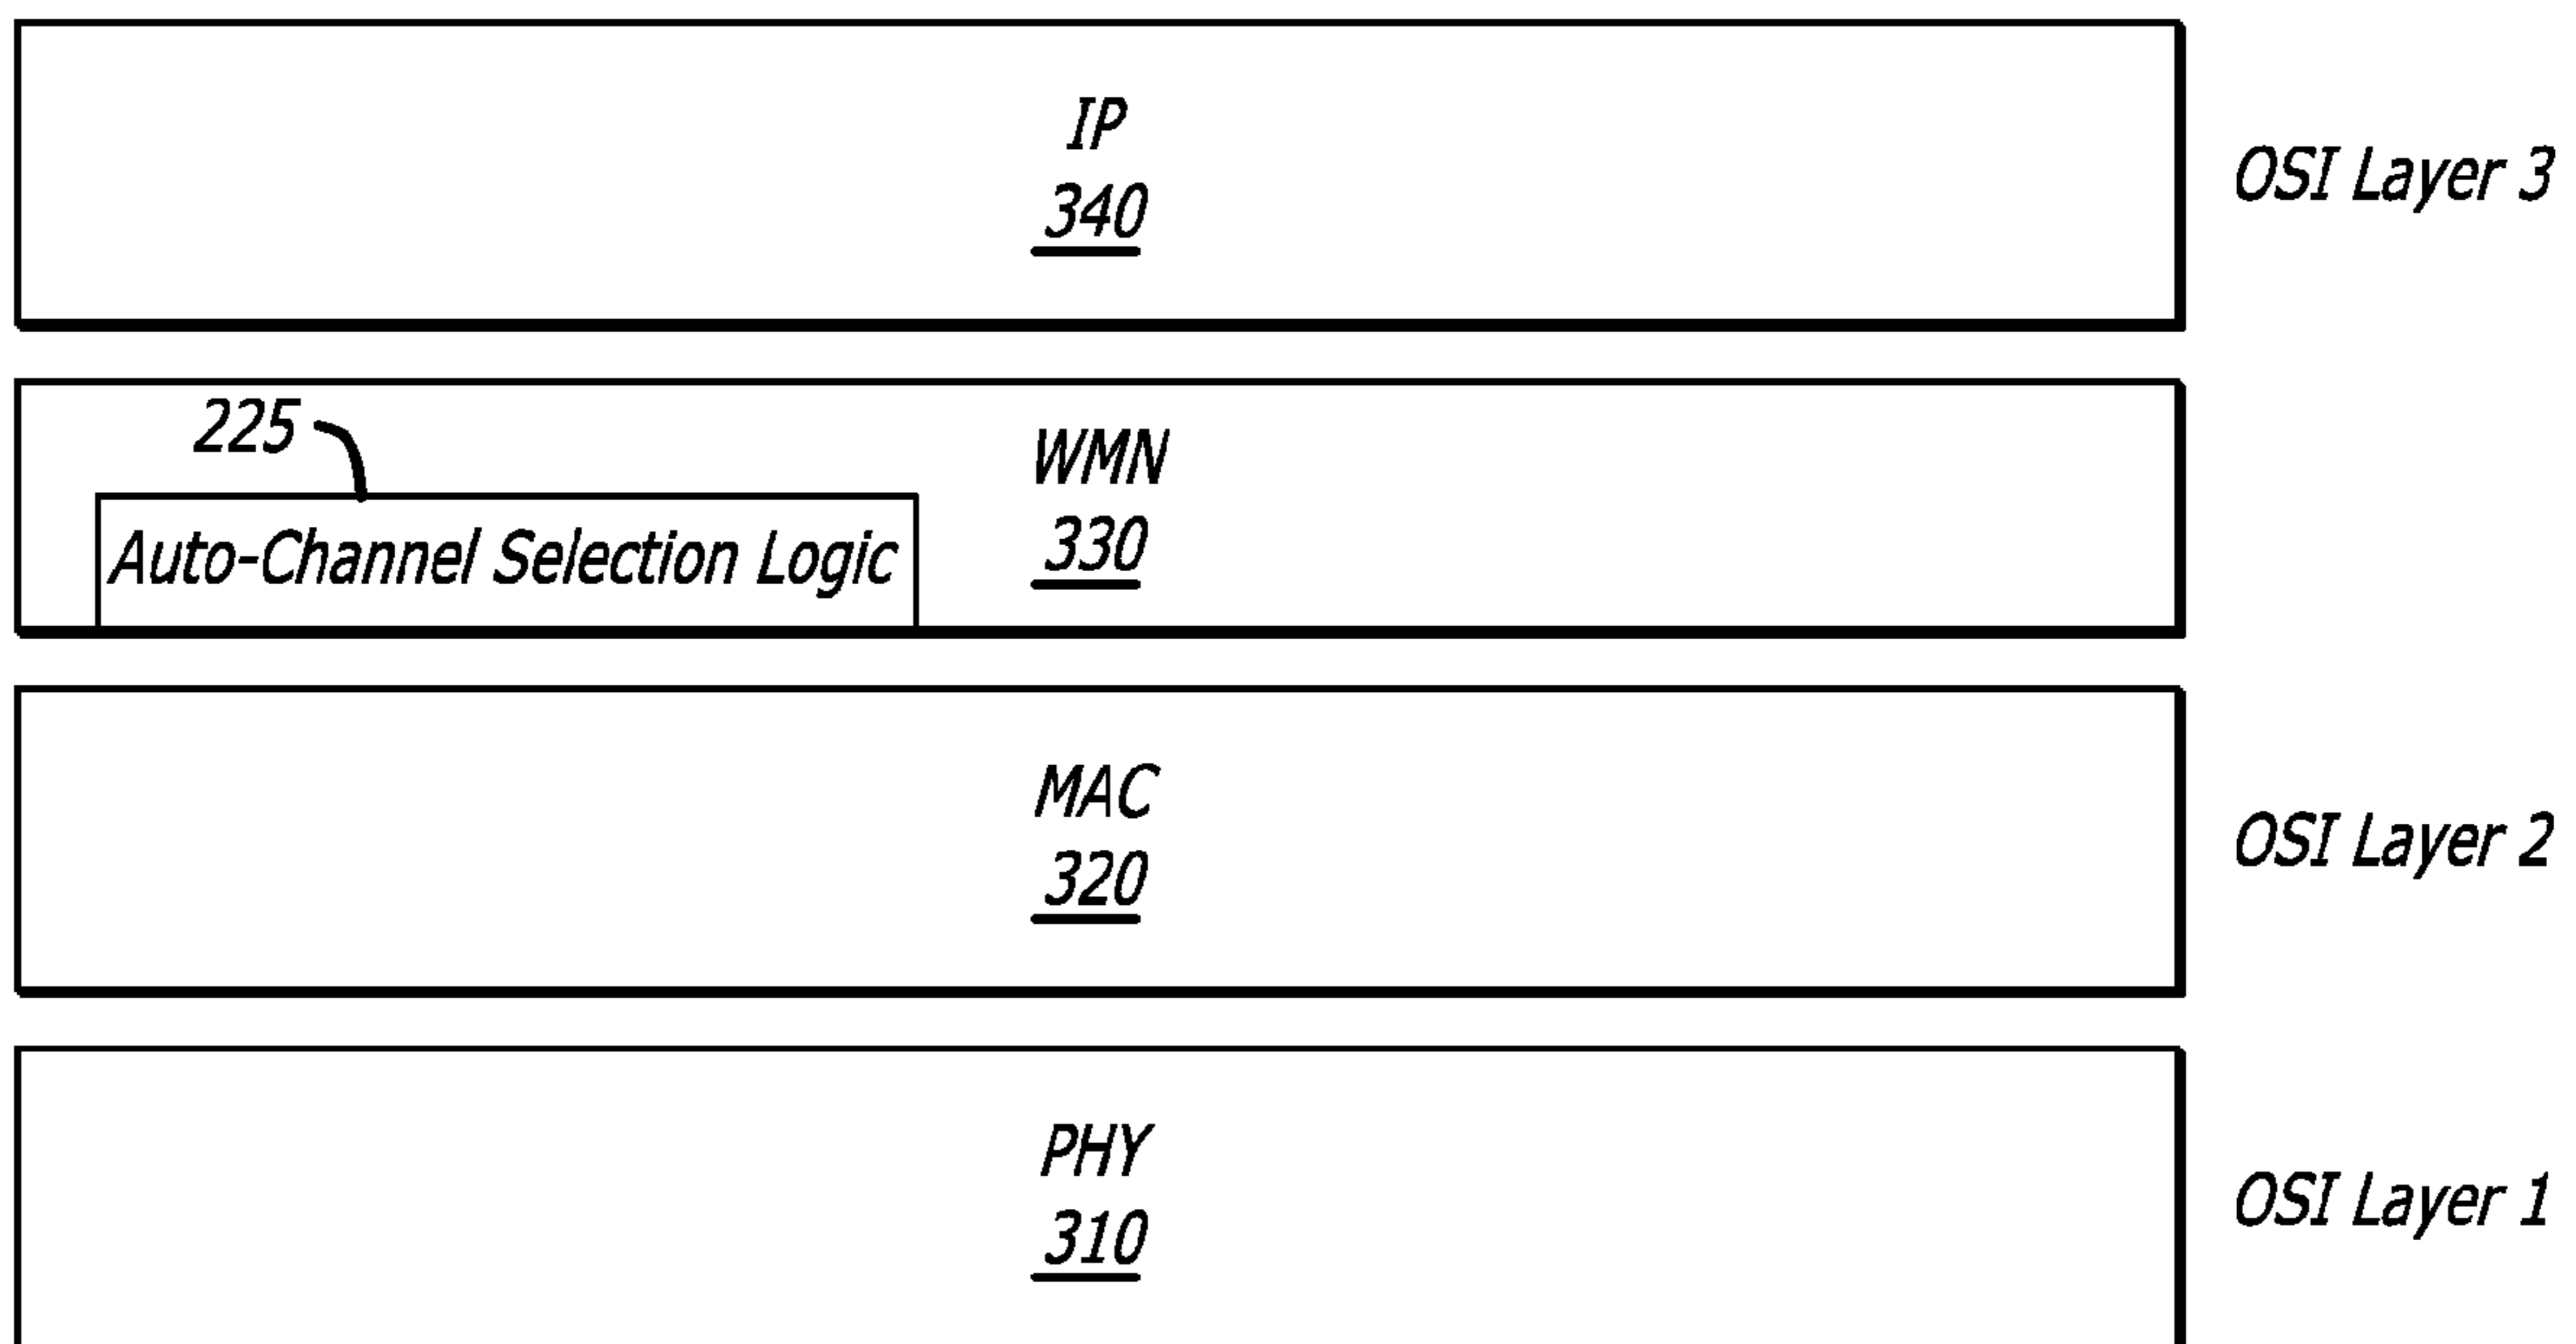 IP
340
OSI Layer 3
225
WMN
330
Auto-Channel Selection Logic
MAC
320
OSI Layer 2
PHY
310
OSI Layer 1